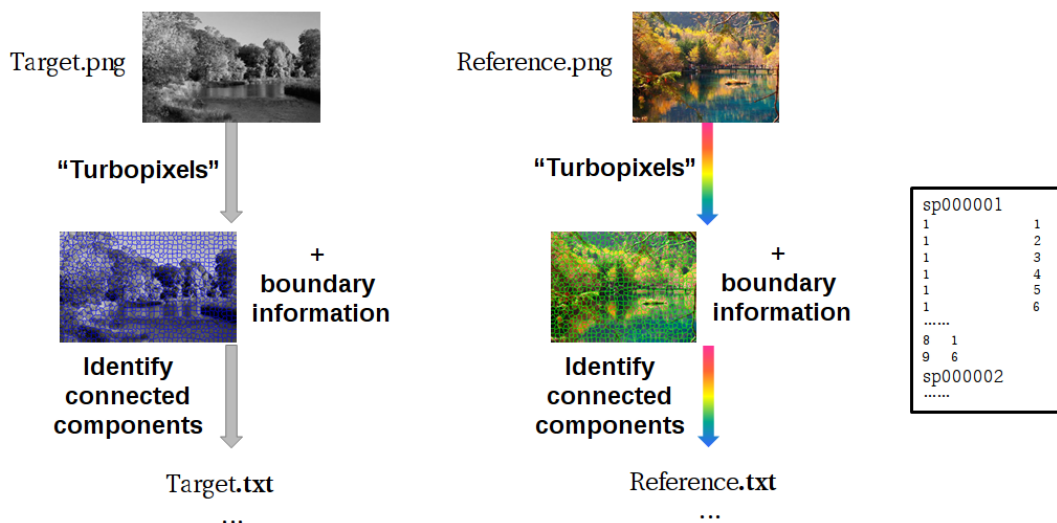 Target.png
“Turbopixels”
+
boundary
information
Identify
connected
components
Target.txt
...
Reference.png
“Turbopixels”
+
boundary
information
Identify
connected
components
Reference.txt
...
sp000001
1 1
1 2
1 3
1 4
1 5
1 6
......
8 1
9 6
sp000002
......